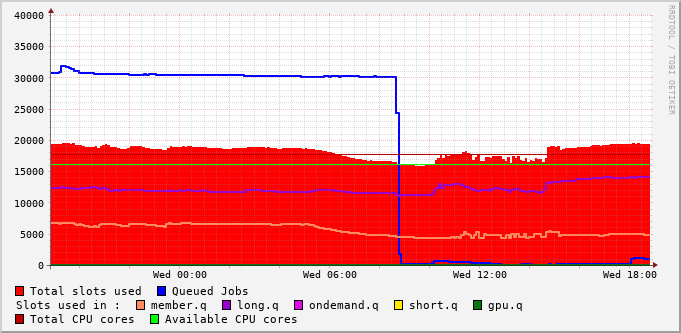 RRDTOOL / TOBI OETIKER
40000
35000
30000
25000
20000
15000
10000
5000
0
Wed 00:00 Wed 06:00 Wed 12:00 Wed 18:00
Total slots used Queued Jobs
Slots used in : member.q long.q ondemand.q short.q gpu.q
Total CPU cores Available CPU cores